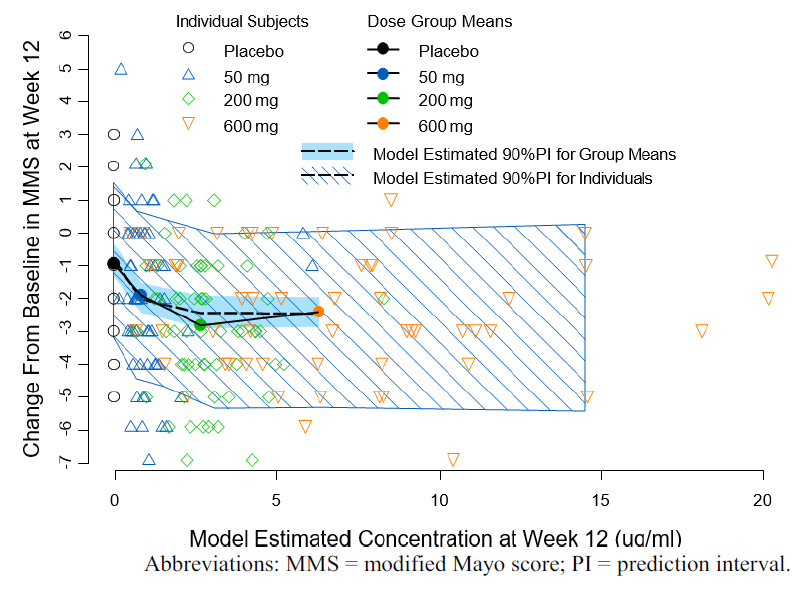 Individual Subjects
Placebo
50 mg
200 mg
600 mg
Dose Group Means
Placebo
50 mg
200 mg
600 mg
Model Estimated 90%PI for Group Means
Model Estimated 90%PI for Individuals
Change From Baseline in MMS at Week 12
6
5
4
3
2
1
0
-1
-2
-3
-4
-5
-6
-7
0 5 10 15 20
Model Estimated Concentration at Week 12 (ug/ml)
Abbreviations: MMS = modified Mayo score; PI = prediction interval.